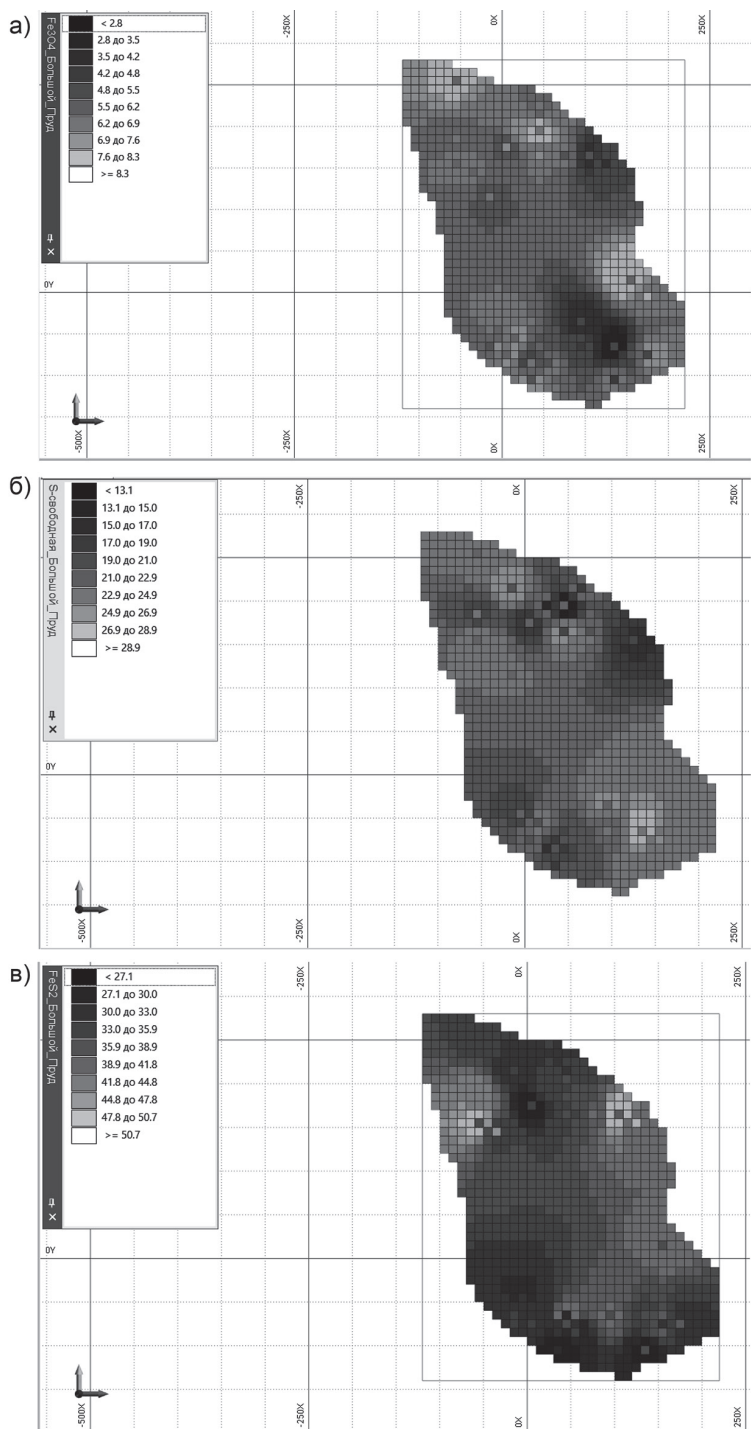 а)
Fe3O4_Большой_Пруд
< 2.8
2.8 до 3.5
3.5 до 4.2
4.2 до 4.8
4.8 до 5.5
5.5 до 6.2
6.2 до 6.9
6.9 до 7.6
7.6 до 8.3
>= 8.3
-250X
250X
0Y
-500X
-250X
0X
250X
б)
S-свободная_Большой_Пруд
< 13.1
13.1 до 15.0
15.0 до 17.0
17.0 до 19.0
19.0 до 21.0
21.0 до 22.9
22.9 до 24.9
24.9 до 26.9
26.9 до 28.9
>= 28.9
-250X
0X
250X
0Y
-500X
-250X
0X
250X
в)
FeS2_Большой_Пруд
< 27.1
27.1 до 30.0
30.0 до 33.0
33.0 до 35.9
35.9 до 38.9
38.9 до 41.8
41.8 до 44.8
44.8 до 47.8
47.8 до 50.7
>= 50.7
-250X
0X
250X
0Y
-500X
-250X
0X
250X